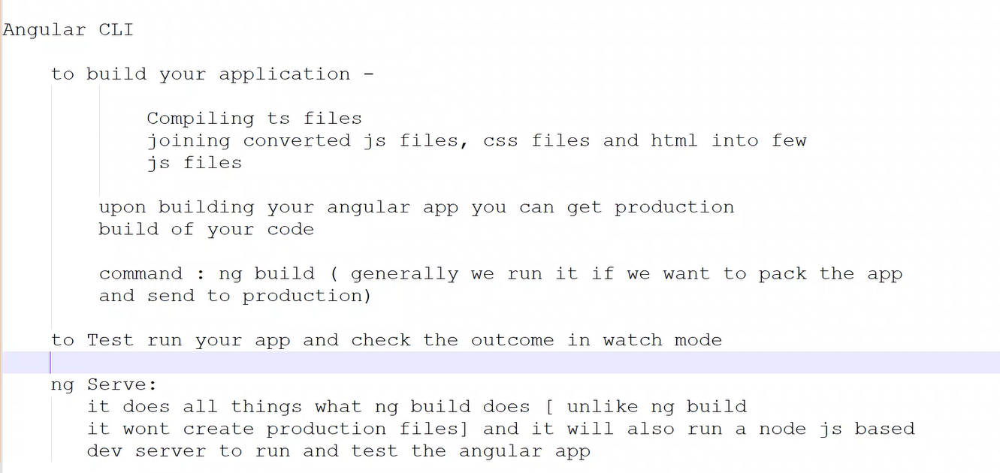 Angular CLI
to build your application -
Compiling ts files
joining converted js files, css files and html into few
js files
upon building your angular app you can get production
build of your code
command : ng build ( generally we run it if we want to pack the app
and send to production)
to Test run your app and check the outcome in watch mode
ng Serve:
it does all things what ng build does [ unlike ng build
it wont create production files] and it will also run a node js based
dev server to run and test the angular app